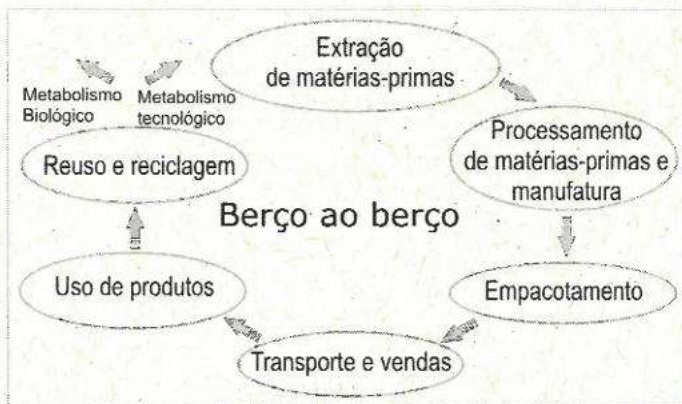 Extração
de matérias-primas
Processamento
de matérias-primas e
manufatura
Empacotamento
Transporte e vendas
Uso de produtos
Reuso e reciclagem
Metabolismo
Biológico
Metabolismo
tecnológico
Berço ao berço